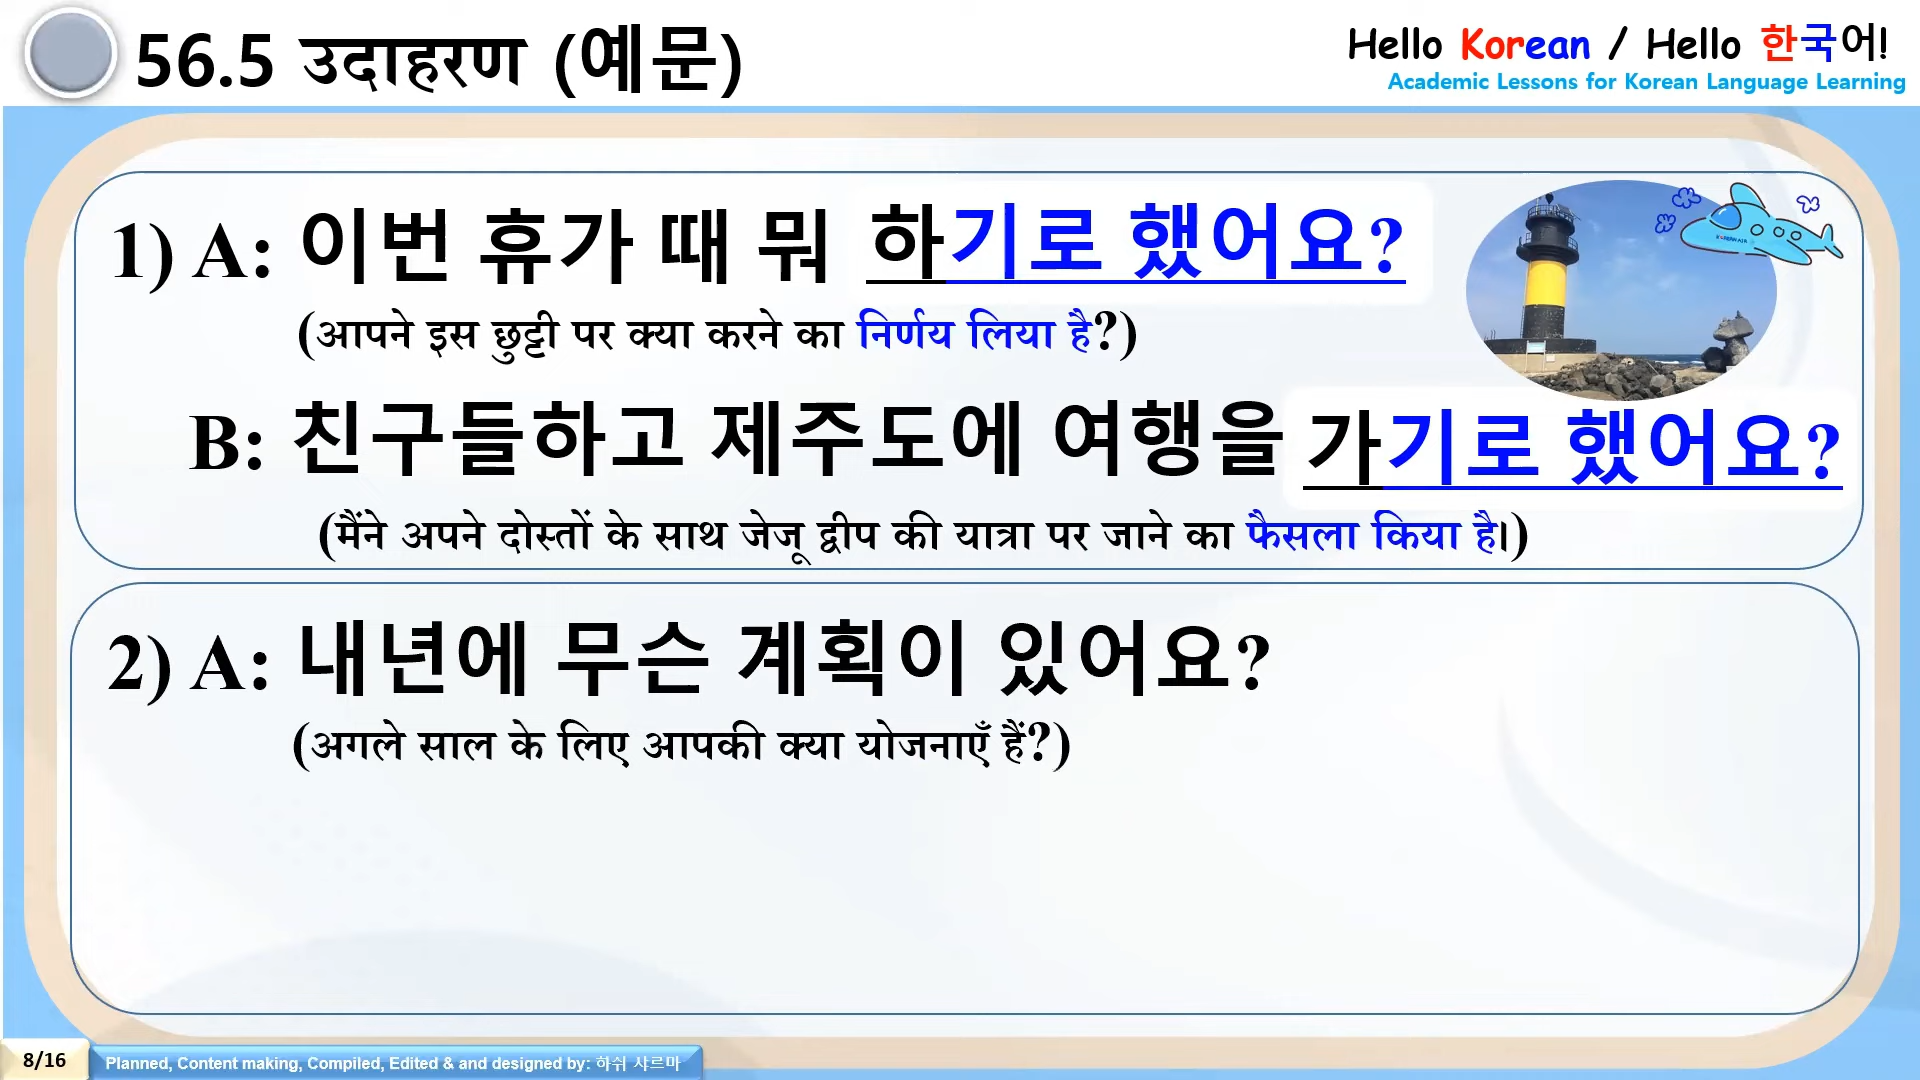 56.5 उदाहरण (예문)
Hello Korean / Hello 한국어!
Academic Lessons for Korean Language Learning
1) A: 이번 휴가 때 뭐 하기로 했어요?
(आपने इस छुट्टी पर क्या करने का निर्णय लिया है?)
B: 친구들하고 제주도에 여행을 가기로 했어요?
(मैंने अपने दोस्तों के साथ जेजू द्वीप की यात्रा पर जाने का फैसला किया है।)
2) A: 내년에 무슨 계획이 있어요?
(अगले साल के लिए आपकी क्या योजनाएँ हैं?)
8/16
Planned, Content making, Compiled, Edited & and designed by: 하쉬 샤르마